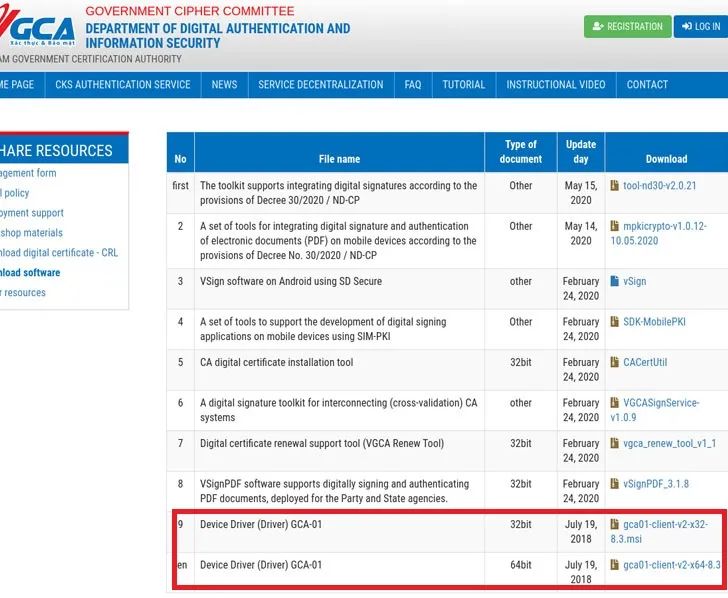 GCA
Xác thực & Bảo mật
GOVERNMENT CIPHER COMMITTEE
DEPARTMENT OF DIGITAL AUTHENTICATION AND
INFORMATION SECURITY
AM GOVERNMENT CERTIFICATION AUTHORITY
REGISTRATION
LOG IN
ME PAGE
CKS AUTHENTICATION SERVICE
NEWS
SERVICE DECENTRALIZATION
FAQ
TUTORIAL
INSTRUCTIONAL VIDEO
CONTACT
HARE RESOURCES
agement form
l policy
oyment support
shop materials
nload digital certificate - CRL
nload software
r resources
No
File name
Type of
document
Update
day
Download
first
The toolkit supports integrating digital signatures according to the
provisions of Decree 30/2020 / ND-CP
Other
May 15,
2020
tool-nd30-v2.0.21
2
A set of tools for integrating digital signature and authentication
of electronic documents (PDF) on mobile devices according to the
provisions of Decree No. 30/2020 / ND-CP
Other
May 14,
2020
mpkicrypto-v1.0.12-
10.05.2020
3
VSign software on Android using SD Secure
other
February
24, 2020
vSign
4
A set of tools to support the development of digital signing
applications on mobile devices using SIM-PKI
Other
February
24, 2020
SDK-MobilePKI
5
CA digital certificate installation tool
32bit
February
24, 2020
CACertUtil
6
A digital signature toolkit for interconnecting (cross-validation) CA
systems
other
February
24, 2020
VGCASignService-
v1.0.9
7
Digital certificate renewal support tool (VGCA Renew Tool)
32bit
February
24, 2020
vgca_renew_tool_v1_1
8
VSignPDF software supports digitally signing and authenticating
PDF documents, deployed for the Party and State agencies.
32bit
February
24, 2020
vSignPDF_3.1.8
9
Device Driver (Driver) GCA-01
32bit
July 19,
2018
gca01-client-v2-x32-
8.3.msi
en
Device Driver (Driver) GCA-01
64bit
July 19,
2018
gca01-client-v2-x64-8.3